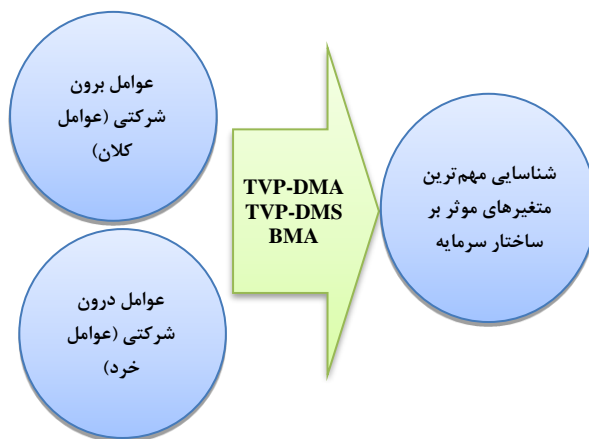 عوامل برون
شرکتی (عوامل
کلان)
عوامل درون
شرکتی (عوامل
خرد)
TVP-DMA
TVP-DMS
BMA
شناسایی مهم‌ترین
متغیرهای موثر بر
ساختار سرمایه